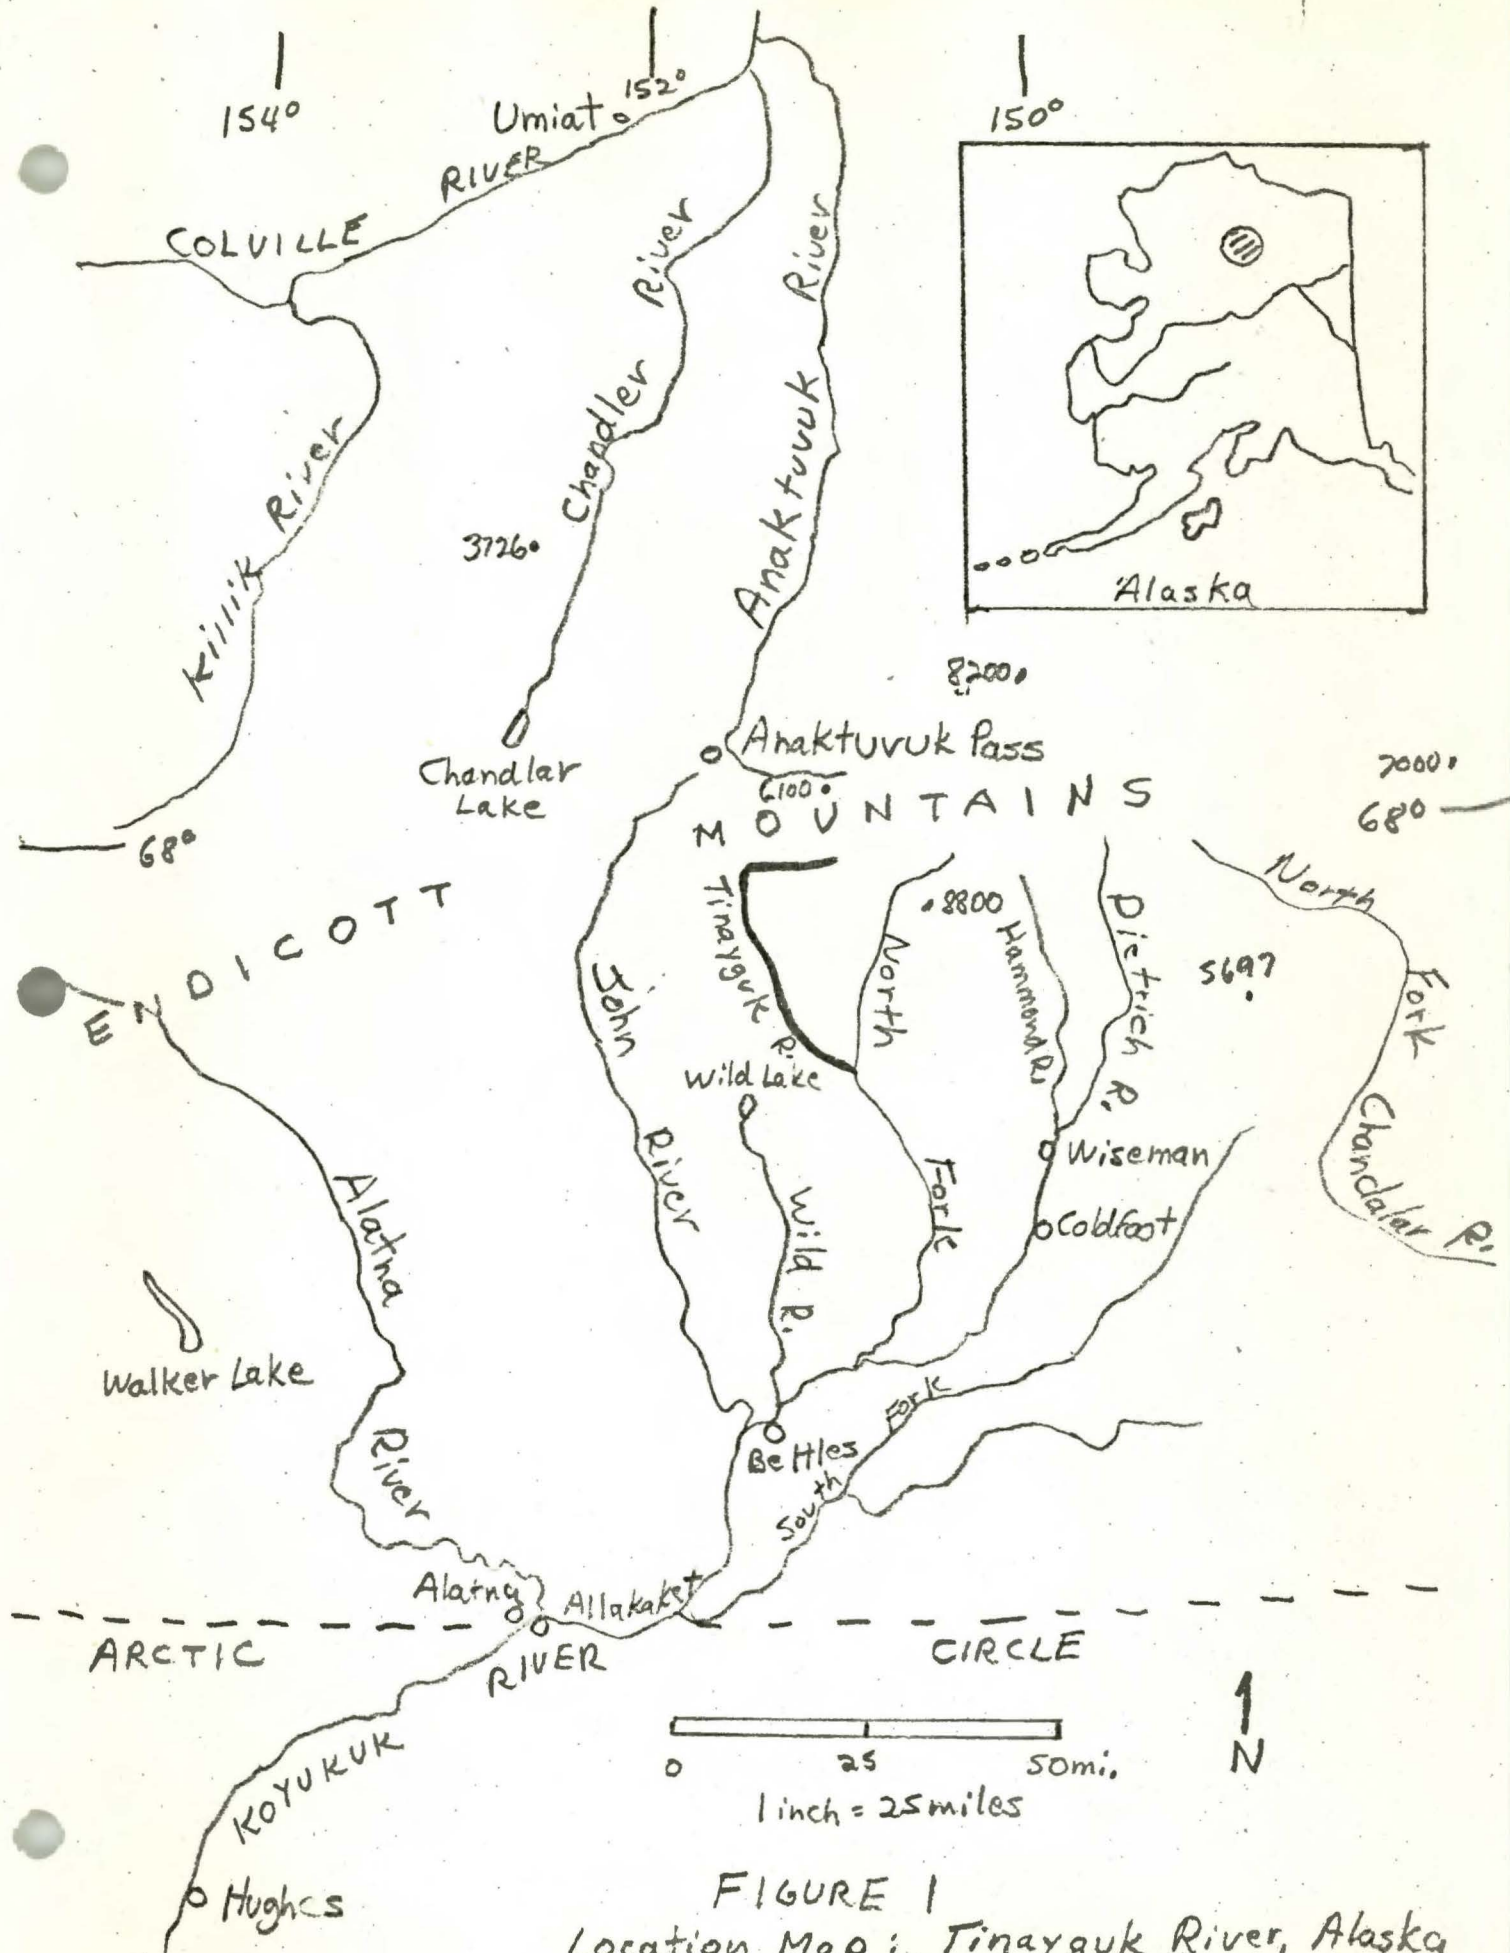 154°
152°
150°
Umiat
COLVILLE RIVER
Chandler River
Anaktuvuk River
Killik River
3726
Alaska
8200
Chandlar
Lake
Anaktuvuk Pass
6100
7000
68°
68°
ENDICOTT MOUNTAINS
Tinayguk R.
8800
North Fork
Hammond R.
Dietrich R.
5697
North Fork Chandalar R.
John River
Wild Lake
Wild R.
Wiseman
Coldfoot
Alatna River
Walker Lake
Bettles
South Fork
Alatna
Allakaket
ARCTIC CIRCLE
KOYUKUK RIVER
0 25 50mi.
1 inch = 25 miles
N
Hughes
FIGURE 1
Location Map: Tinayguk River, Alaska